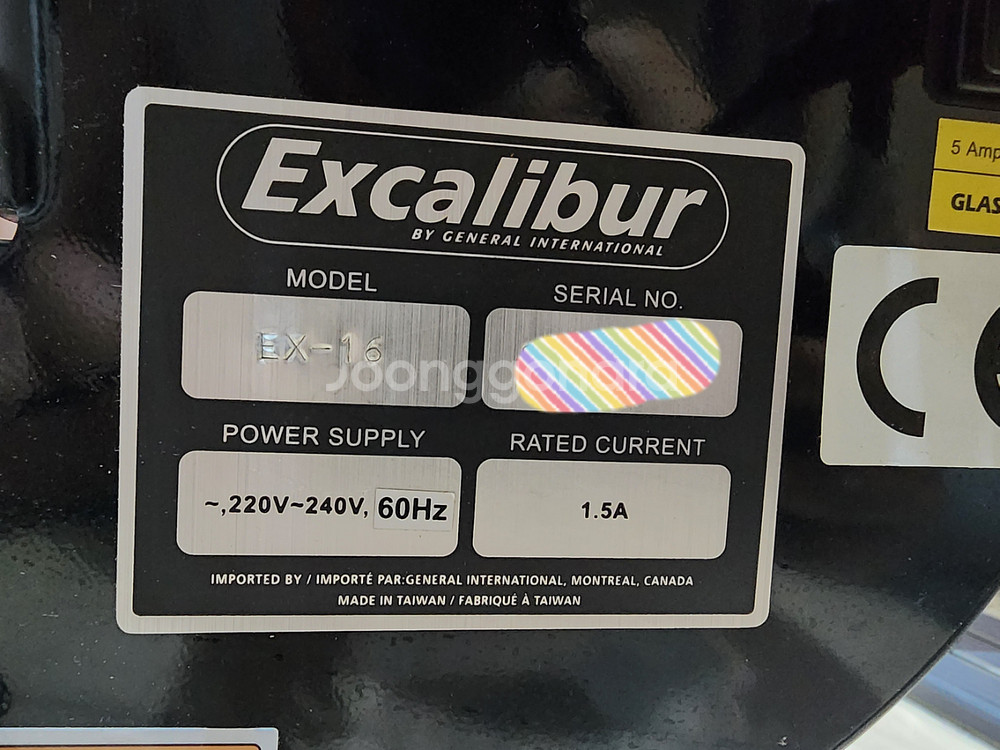 Excalibur
BY GENERAL INTERNATIONAL
MODEL
SERIAL NO.
EX-16
Joonggonara
POWER SUPPLY
RATED CURRENT
~,220V~240V, 60Hz
1.5A
IMPORTED BY / IMPORTÉ PAR:GENERAL INTERNATIONAL, MONTREAL, CANADA
MADE IN TAIWAN / FABRIQUÉ À TAIWAN
5 Amp
GLAS
CE